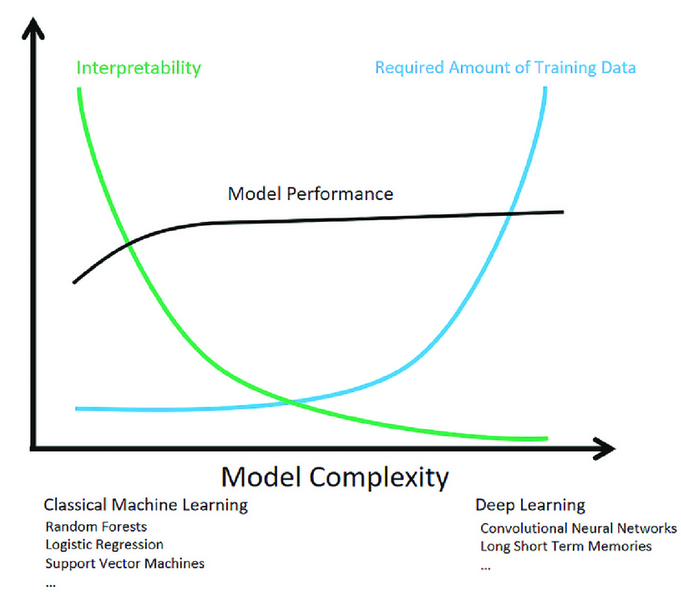 Interpretability
Required Amount of Training Data
Model Performance
Model Complexity
Classical Machine Learning
Random Forests
Logistic Regression
Support Vector Machines
...
Deep Learning
Convolutional Neural Networks
Long Short Term Memories
...